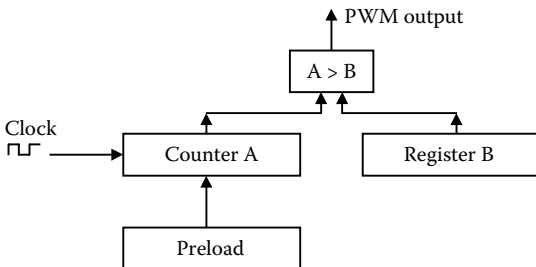 PWM output
A > B
Clock
Counter A
Register B
Preload